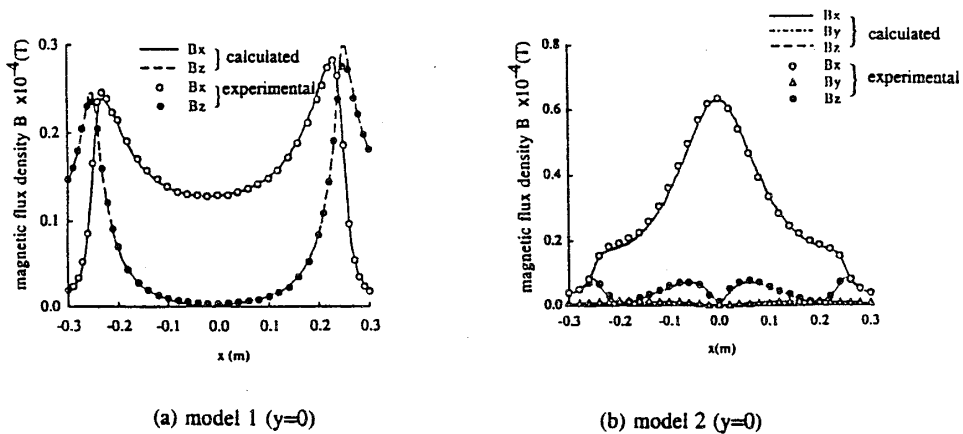 Bx
Bz
calculated
Bx
Bz
experimental
magnetic flux density B ×10⁻⁴(T)
0.3
0.2
0.1
0.0
-0.3 -0.2 -0.1 0.0 0.1 0.2 0.3
x (m)
(a) model 1 (y=0)
Bx
By
Bz
calculated
Bx
By
Bz
experimental
magnetic flux density B ×10⁻⁴(T)
0.8
0.6
0.4
0.2
0.0
-0.3 -0.2 -0.1 0.0 0.1 0.2 0.3
x(m)
(b) model 2 (y=0)